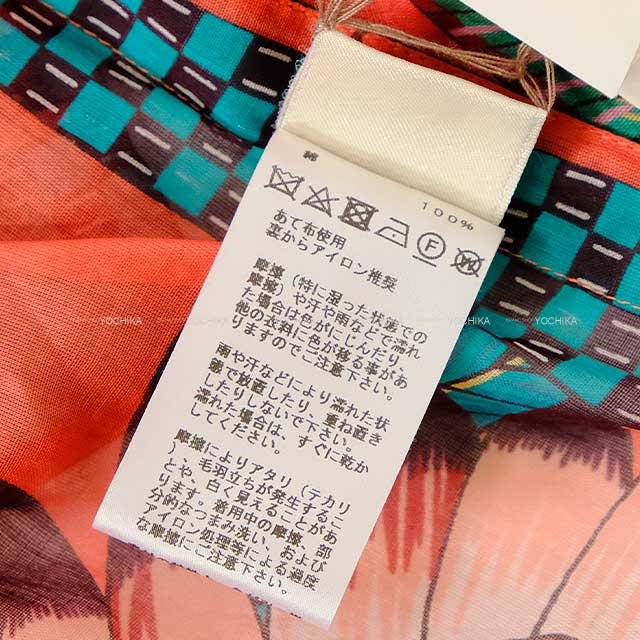 綿 100%
F W
あて布使用
裏からアイロン推奨
摩擦（特に湿った状態での
摩擦）や汗や雨などで濡れ
た場合は色がにじんだり、
他の衣料に色が移る事があ
りますのでご注意下さい。
雨や汗などにより濡れた状
態で放置したり、重ね置き
したりしないで下さい。
濡れた場合は、すぐに乾か
してください。
摩擦によりアタリ（テカリ
とや、毛羽立ちが発生するこ
、白く見えることがあ
ります。着用中の摩擦、部
分的なつまみ洗い、および
アイロン処理等による過度
な摩擦にご注意下さい。
YOCHIKA YOCHIKA YOCHIKA